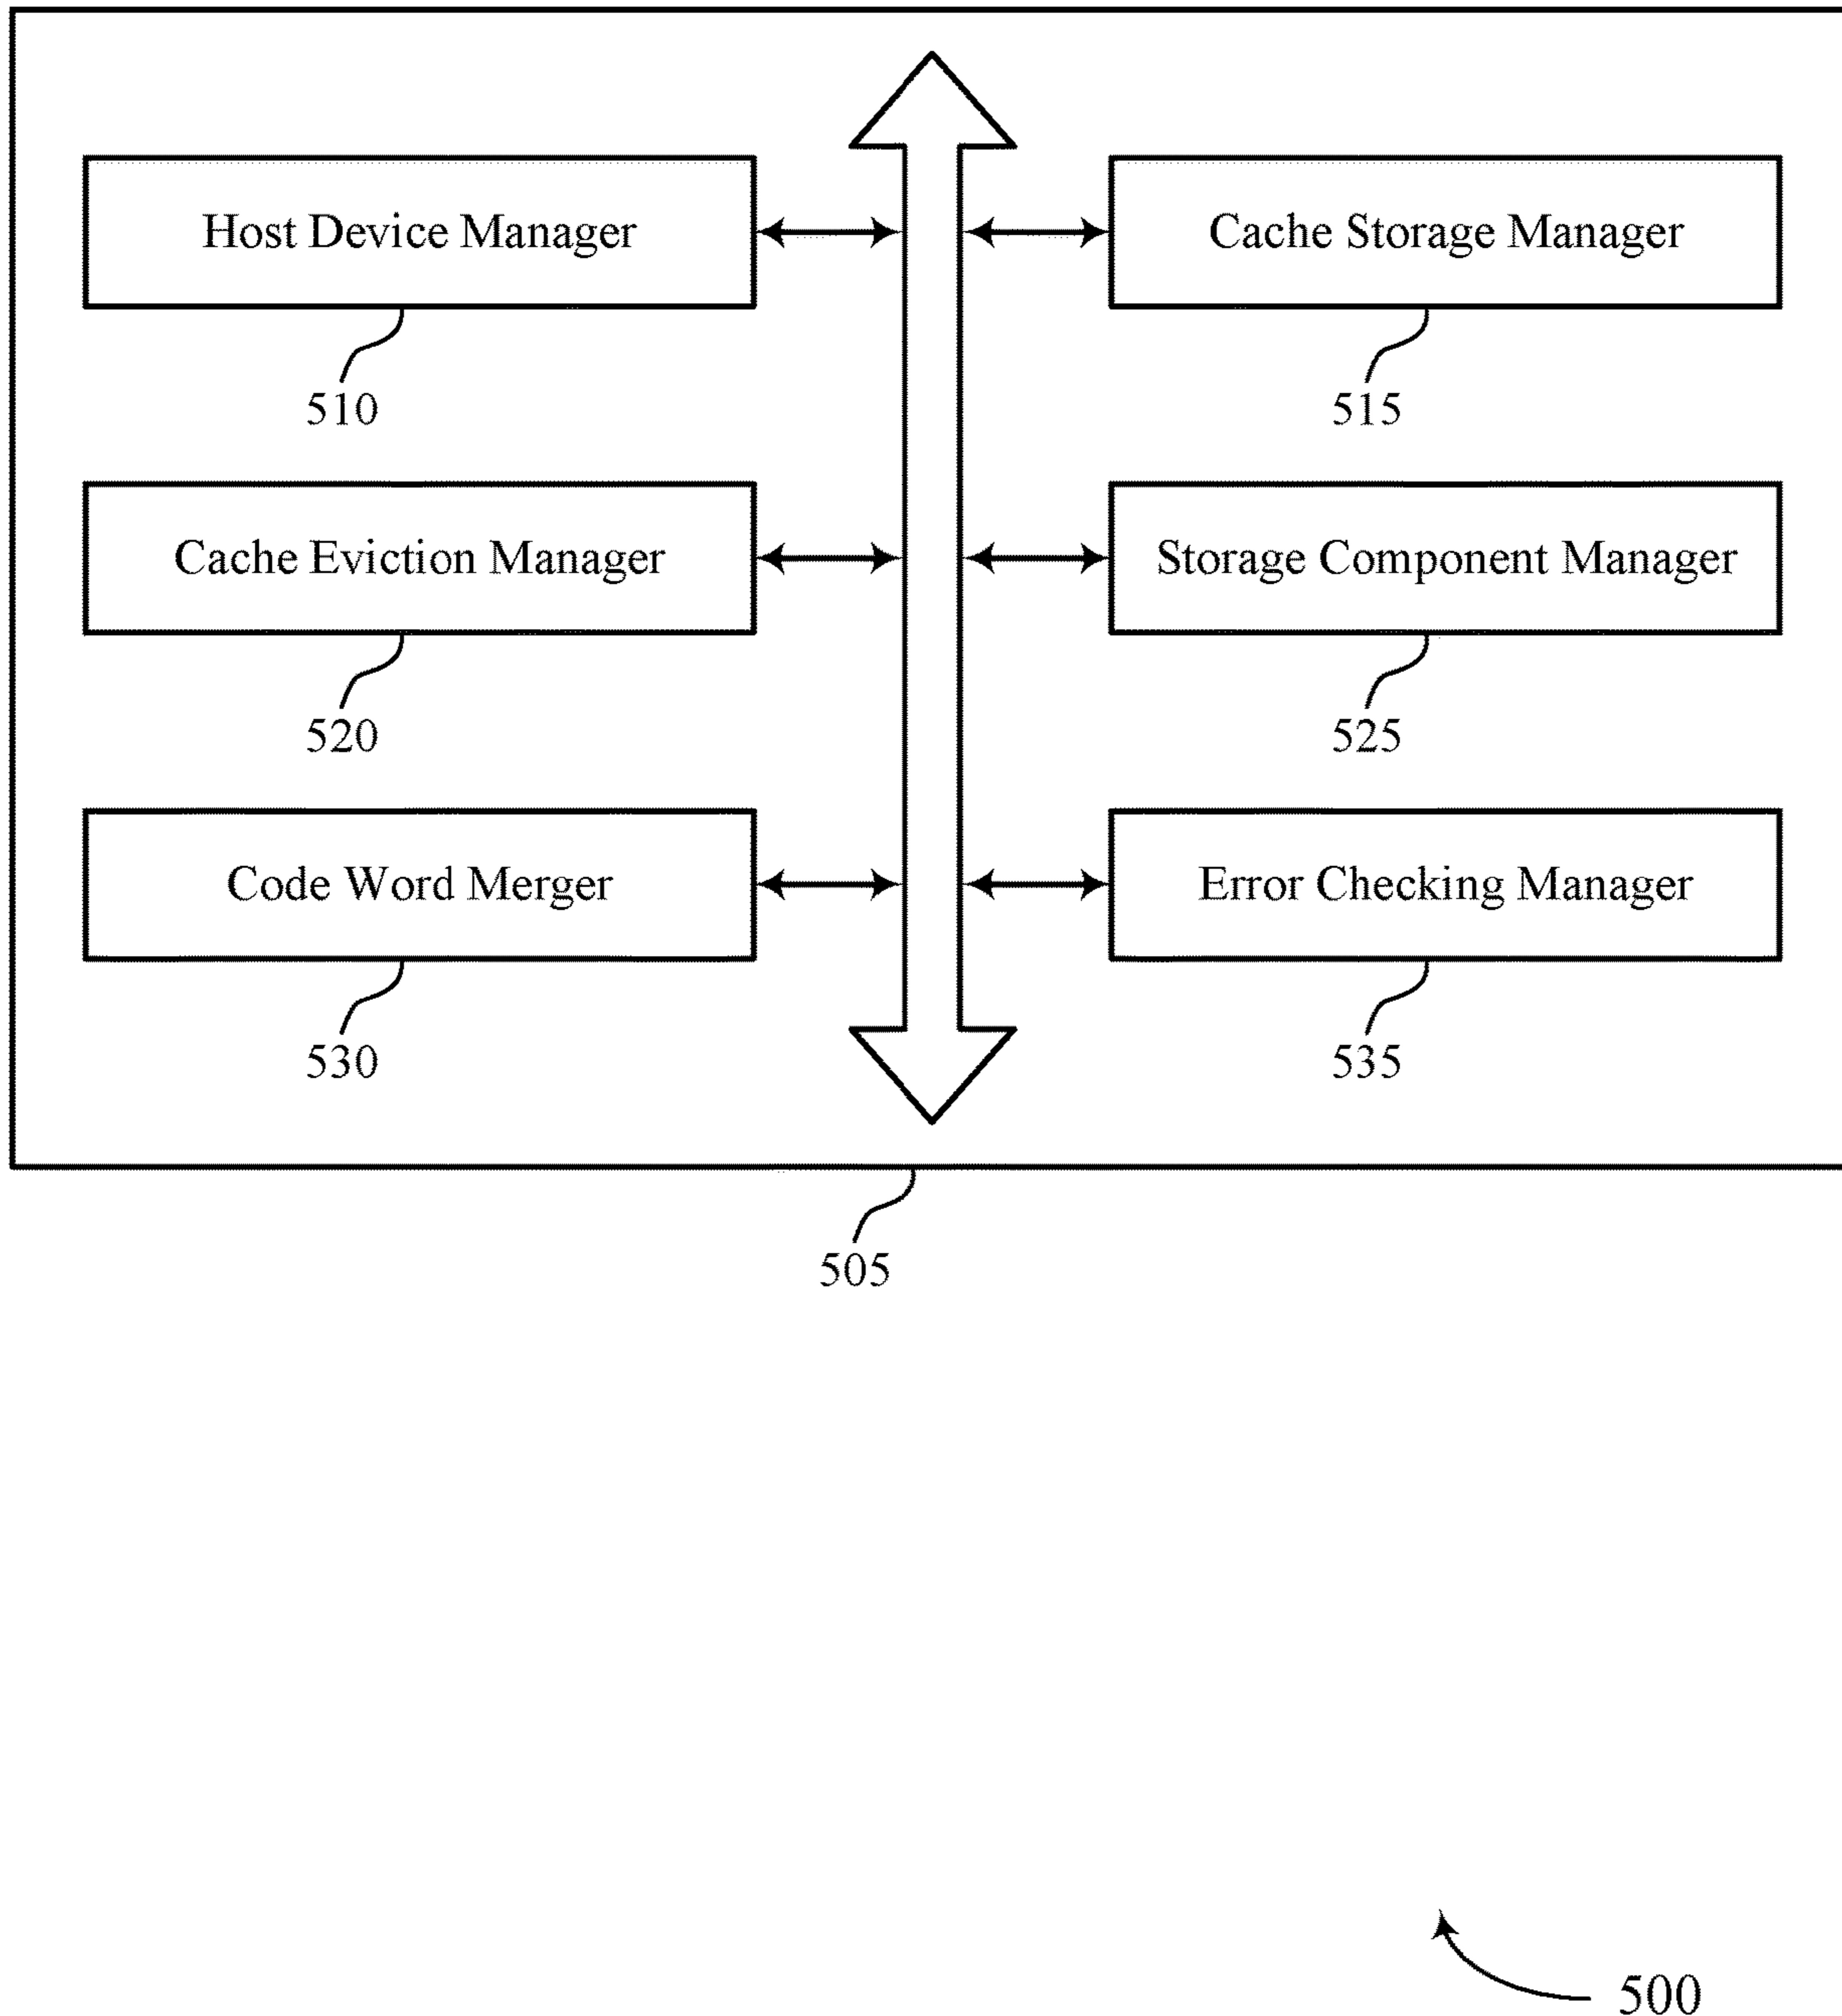 Host Device Manager
Cache Storage Manager
510
515
Cache Eviction Manager
Storage Component Manager
520
525
Code Word Merger
Error Checking Manager
530
535
505
500